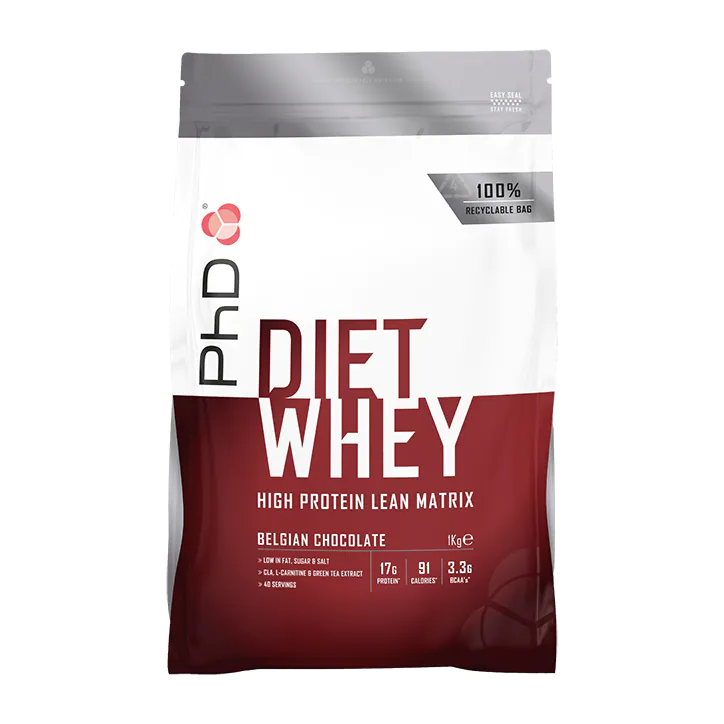 EASY SEAL
STAY FRESH
100%
RECYCLABLE BAG
PhD
®
DIET
WHEY
HIGH PROTEIN LEAN MATRIX
BELGIAN CHOCOLATE
1Kg℮
> LOW IN FAT, SUGAR & SALT
> CLA, L-CARNITINE & GREEN TEA EXTRACT
> 40 SERVINGS
17G
PROTEIN*
91
CALORIES*
3.3G
BCAA's*